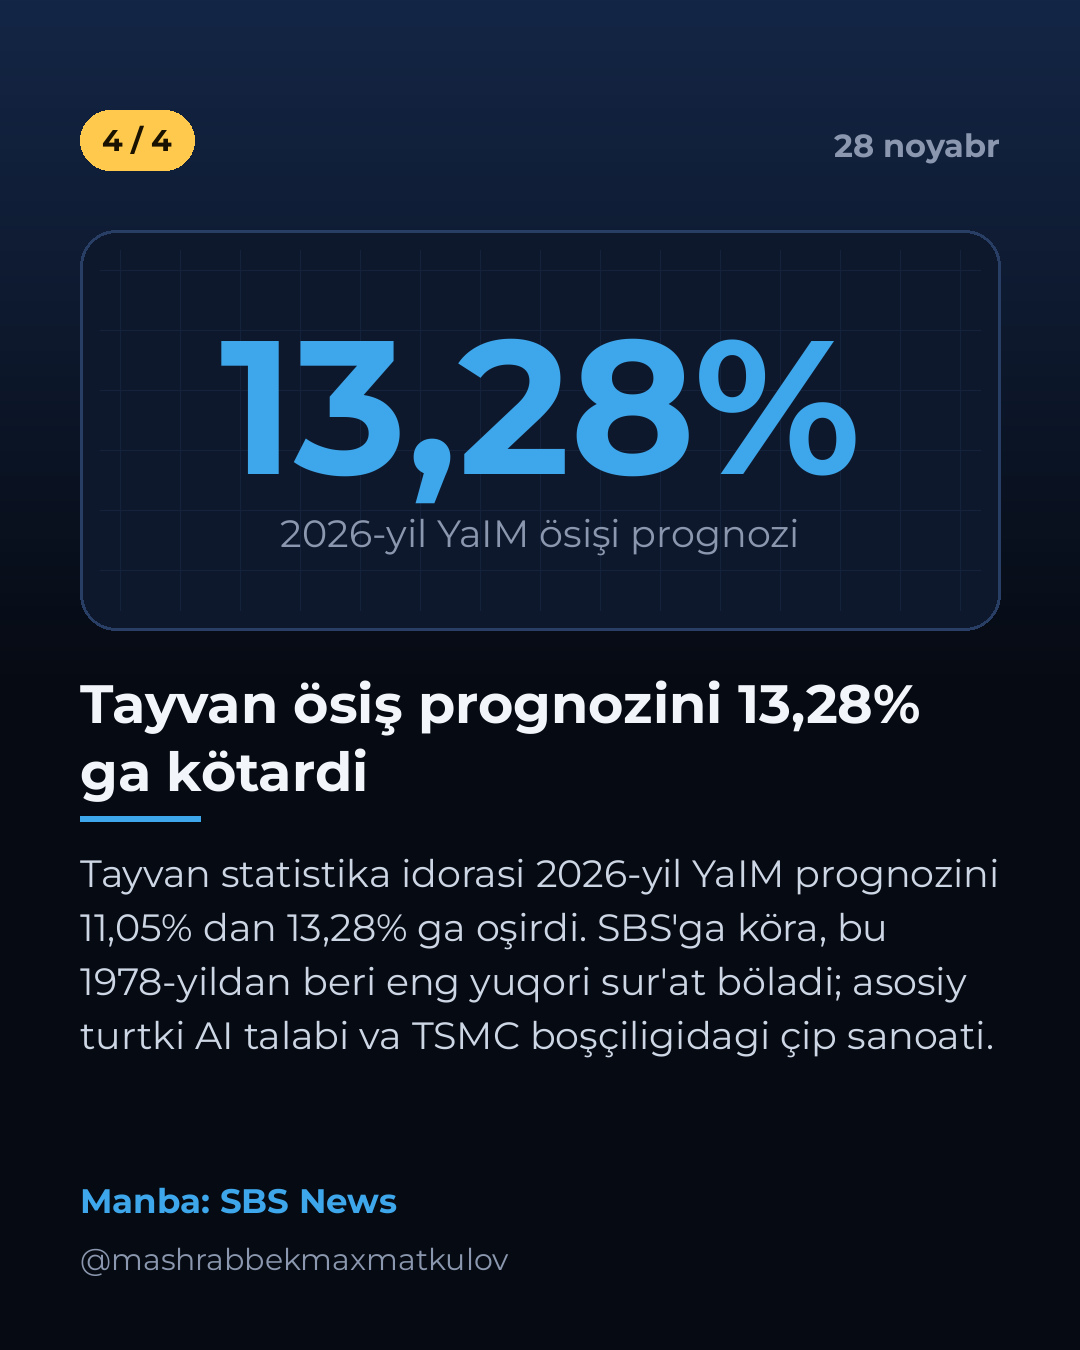 4 / 4
28 noyabr
13,28%
2026-yil YaIM ösişi prognozi
Tayvan ösiş prognozini 13,28%
ga kötardi
Tayvan statistika idorasi 2026-yil YaIM prognozini
11,05% dan 13,28% ga oşirdi. SBS'ga köra, bu
1978-yildan beri eng yuqori sur'at böladi; asosiy
turtki AI talabi va TSMC boşçiligidagi çip sanoati.
Manba: SBS News
@mashrabbekmaxmatkulov